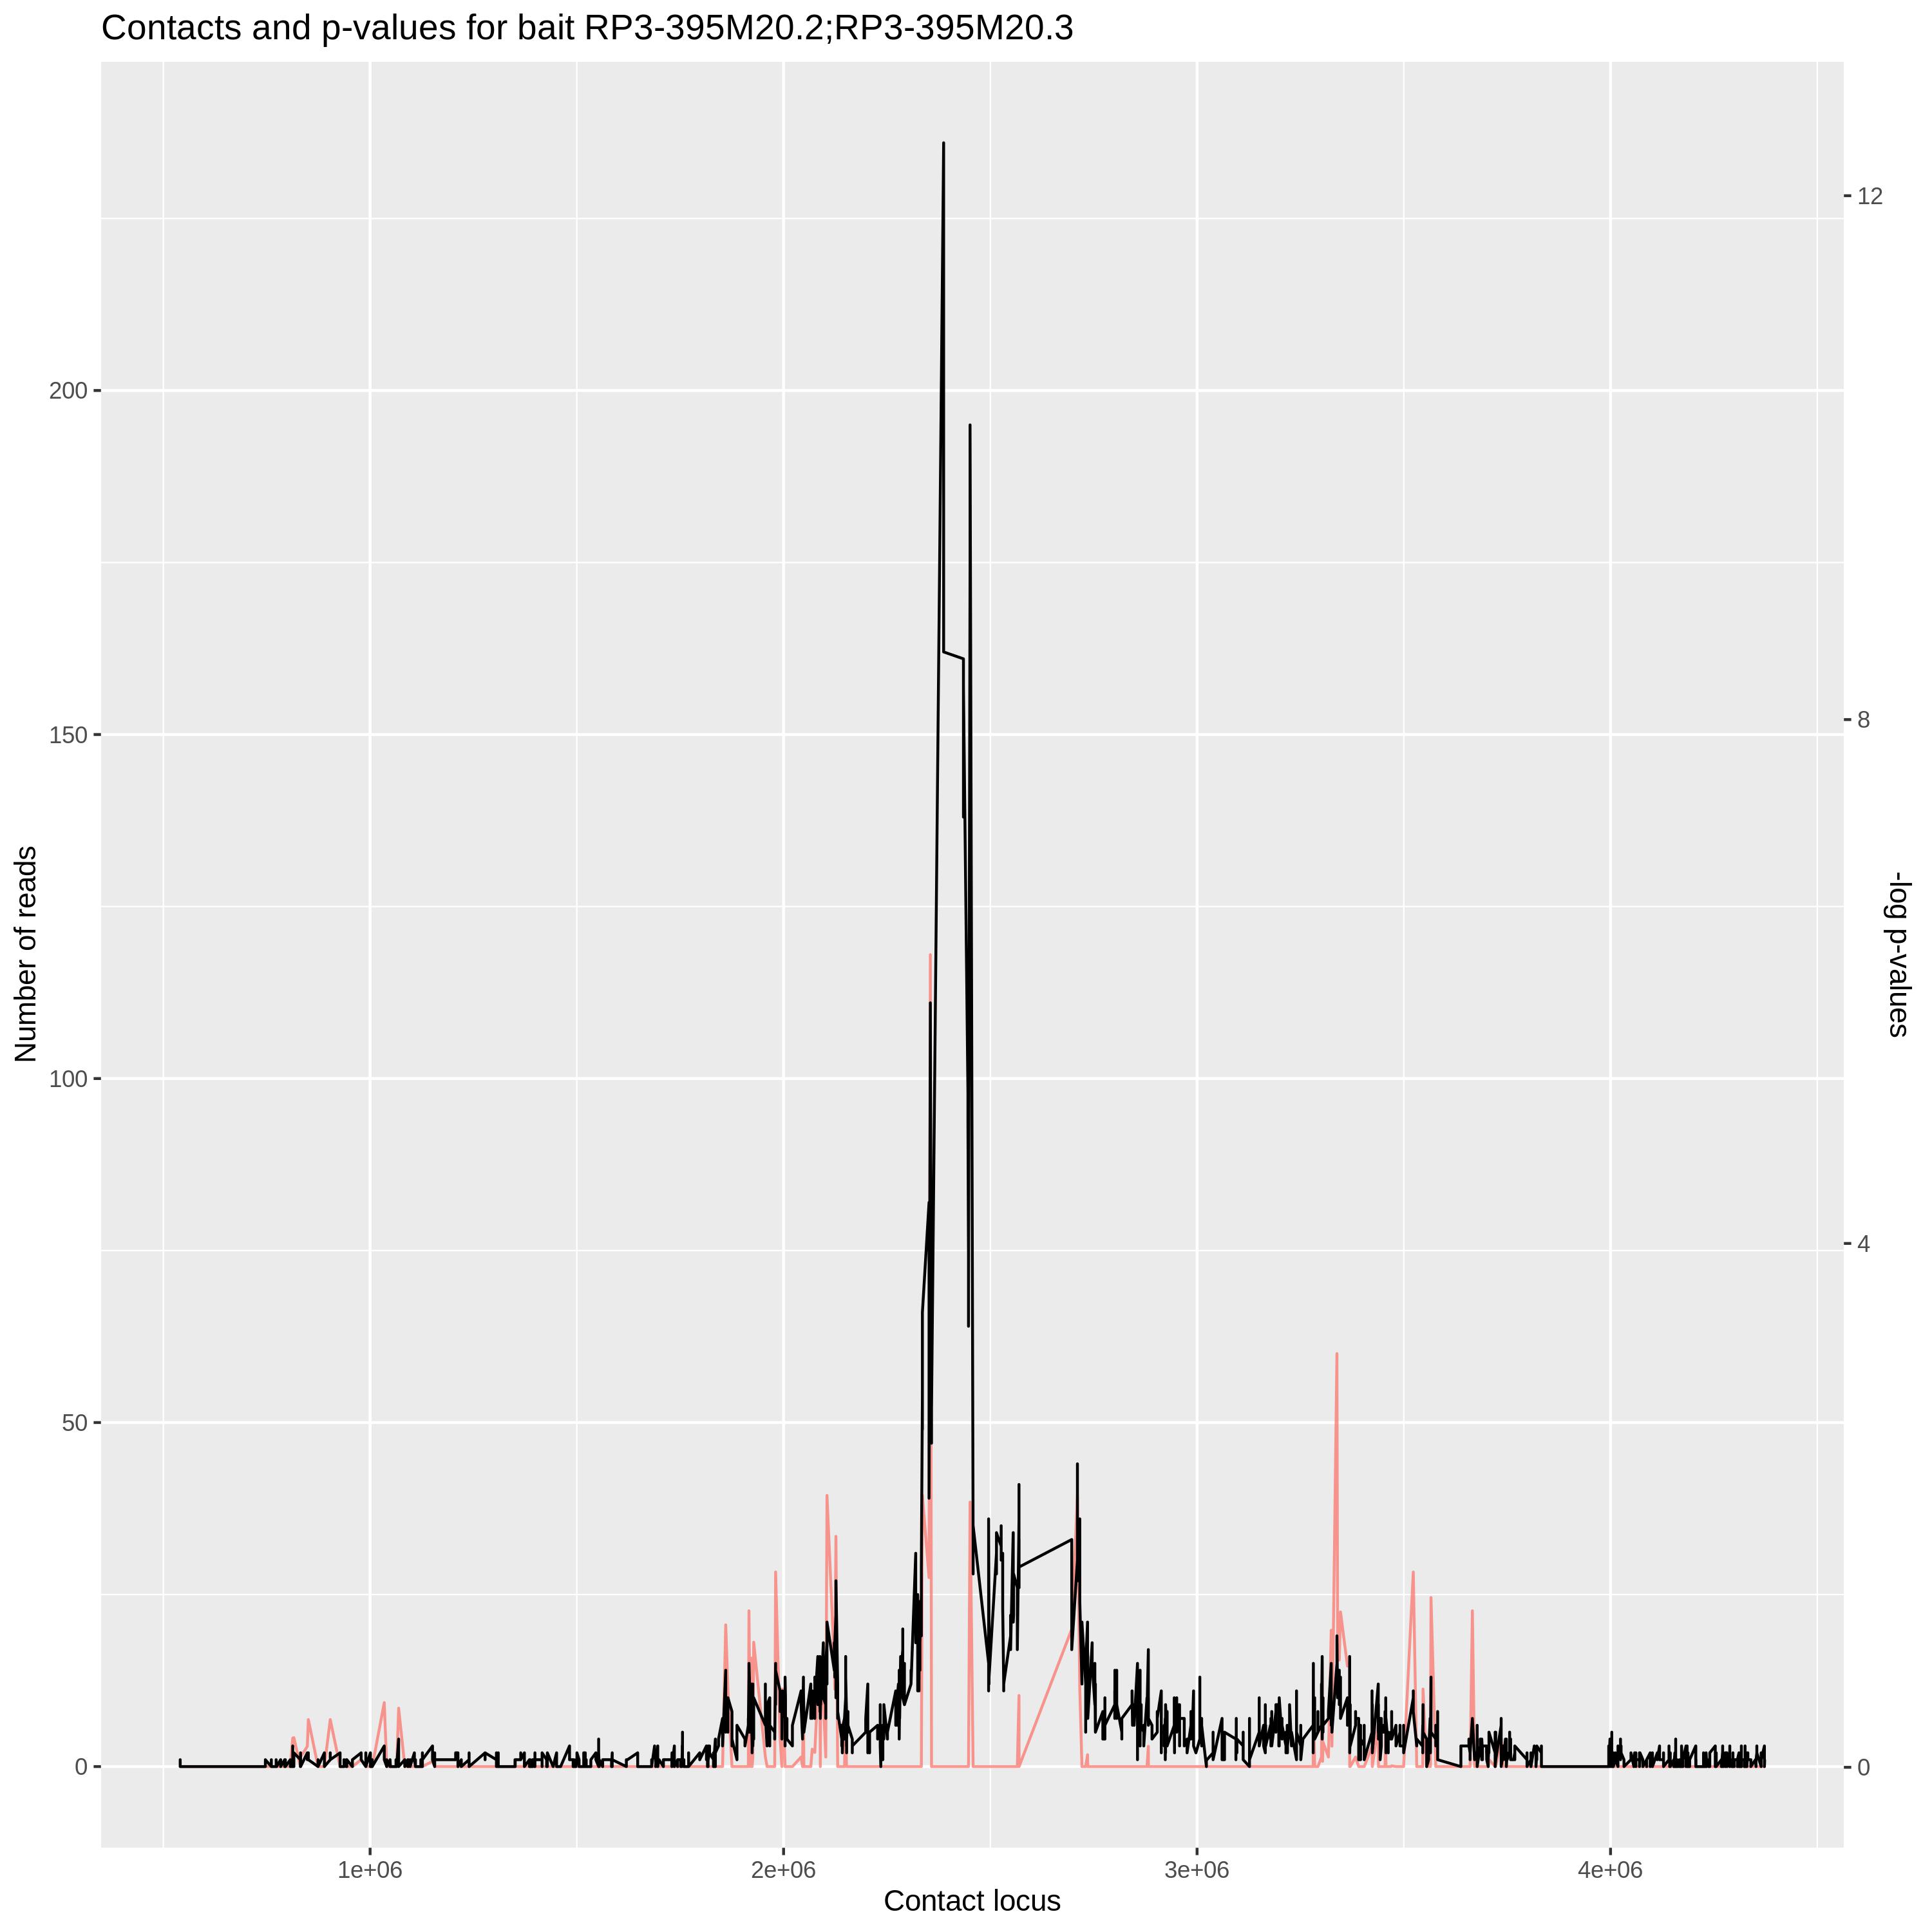 Contacts and p-values for bait RP3-395M20.2;RP3-395M20.3
Number of reads
200
150
100
50
0
12
8
4
0
-log p-values
1e+06
2e+06
3e+06
4e+06
Contact locus